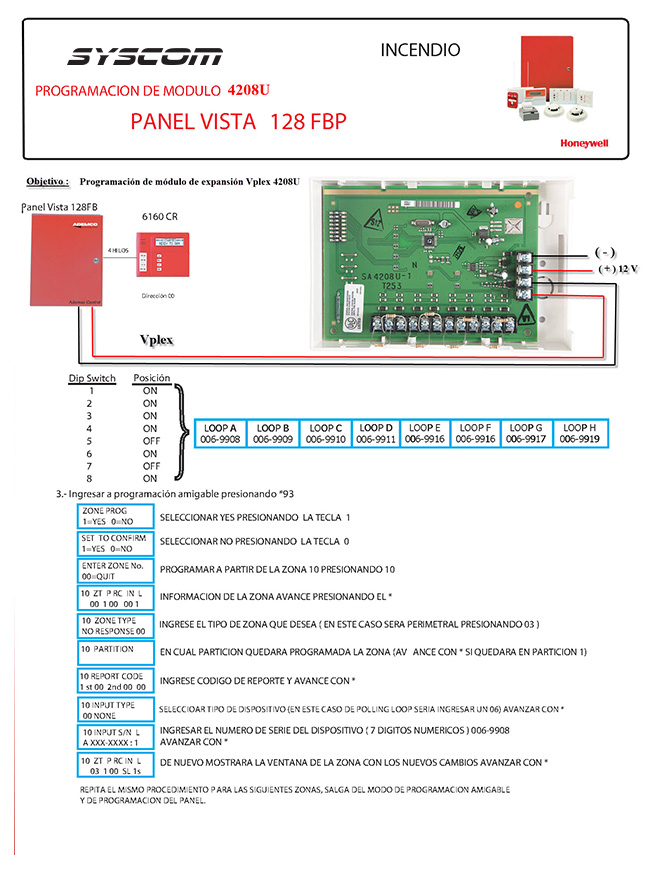 SYSCOM
INCENDIO
PROGRAMACION DE MODULO 4208U
PANEL VISTA 128 FBP
Honeywell
Objetivo : Programación de módulo de expansión Vplex 4208U
Panel Vista 128FB
6160 CR
ADEMCO
4 HILOS
Dirección 00
SA4208U-1
N
T253
( - )
( + ) 12 V
Vplex
Dip Switch Posición
1 ON
2 ON
3 ON
4 ON
5 OFF
6 ON
7 OFF
8 ON
LOOP A LOOP B LOOP C LOOP D LOOP E LOOP F LOOP G LOOP H
006-9908 006-9909 006-9910 006-9911 006-9916 006-9916 006-9917 006-9919
3.- Ingresar a programación amigable presionando *93
ZONE PROG
1=YES 0=NO
SELECCIONAR YES PRESIONANDO LA TECLA 1
SET TO CONFIRM
1=YES 0=NO
SELECCIONAR NO PRESIONANDO LA TECLA 0
ENTER ZONE No.
00=QUIT
PROGRAMAR A PARTIR DE LA ZONA 10 PRESIONANDO 10
10 ZT P RC IN L
00 1 00 00 1
INFORMACION DE LA ZONA AVANCE PRESIONANDO EL *
10 ZONE TYPE
NO RESPONSE 00
INGRESE EL TIPO DE ZONA QUE DESEA ( EN ESTE CASO SERA PERIMETRAL PRESIONANDO 03 )
10 PARTITION
EN CUAL PARTICION QUEDARA PROGRAMADA LA ZONA (AV ANCE CON * SI QUEDARA EN PARTICION 1)
10 REPORT CODE
1 st 00 2nd 00 00
INGRESE CODIGO DE REPORTE Y AVANCE CON *
10 INPUT TYPE
00 NONE
SELECCIOAR TIPO DE DISPOSITIVO (EN ESTE CASO DE POLLING LOOP SERIA INGRESAR UN 06) AVANZAR CON *
10 INPUT S/N L
A XXX-XXXX : 1
INGRESAR EL NUMERO DE SERIE DEL DISPOSITIVO ( 7 DIGITOS NUMERICOS ) 006-9908
AVANZAR CON *
10 ZT P RC IN L
03 1 00 SL 1s
DE NUEVO MOSTRARA LA VENTANA DE LA ZONA CON LOS NUEVOS CAMBIOS AVANZAR CON *
REPITA EL MISMO PROCEDIMIENTO PARA LAS SIGUIENTES ZONAS, SALGA DEL MODO DE PROGRAMACION AMIGABLE
Y DE PROGRAMACION DEL PANEL.